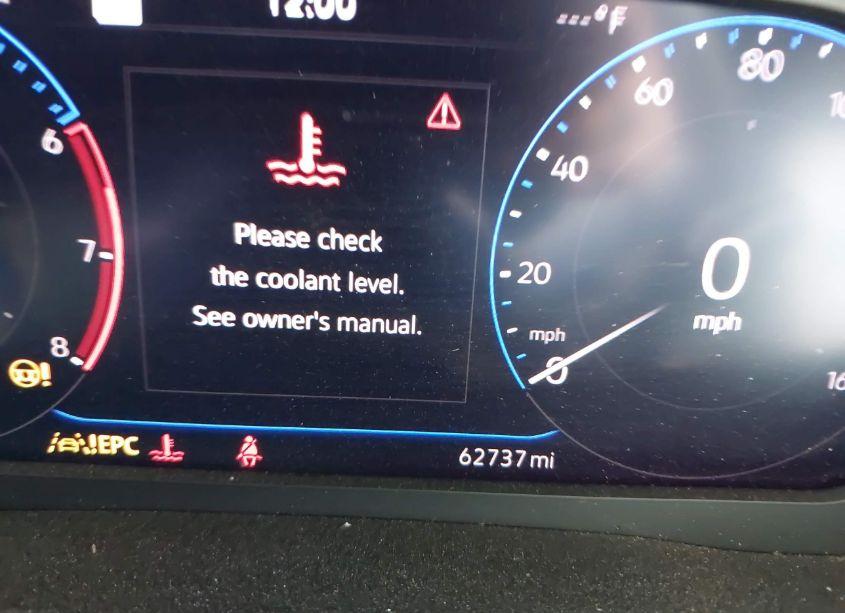 12:00
---°F
Please check
the coolant level.
See owner's manual.
6
7
8
0
20
40
60
80
mph
0
mph
EPC
62737 mi